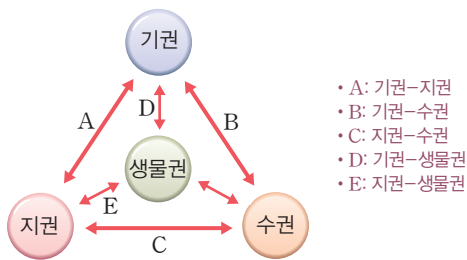 기권
A
D
B
생물권
E
지권
수권
C
• A: 기권-지권
• B: 기권-수권
• C: 지권-수권
• D: 기권-생물권
• E: 지권-생물권